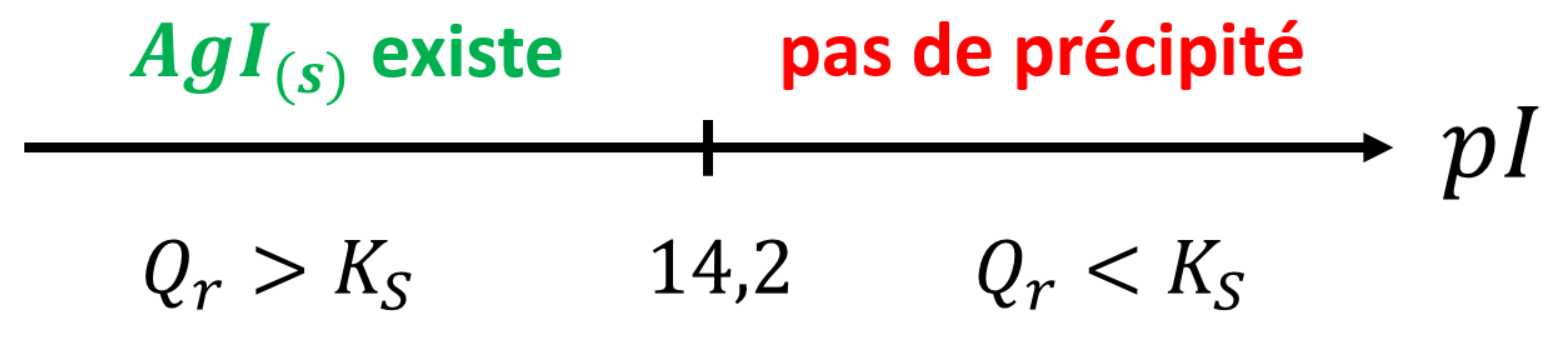 AgI(s) existe pas de précipité
pI
Qr > KS 14,2 Qr < KS